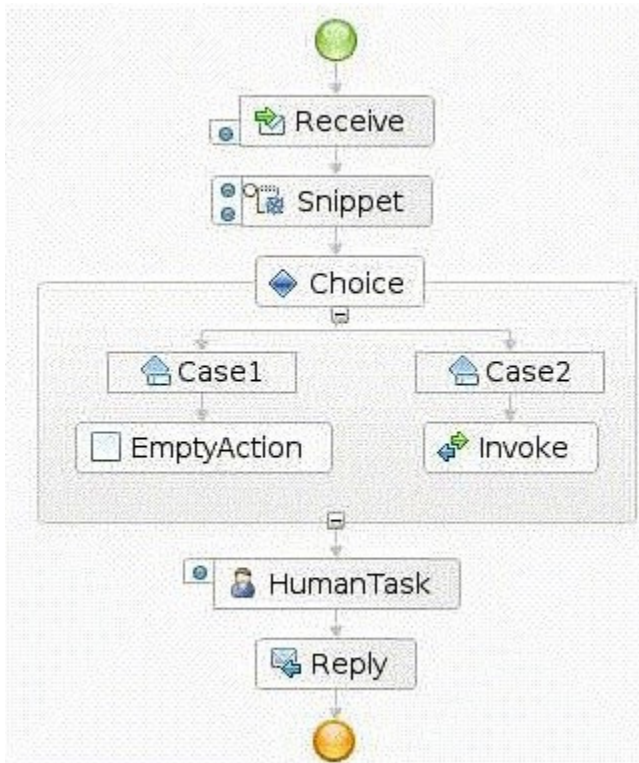 Receive
Snippet
Choice
Case1 Case2
EmptyAction Invoke
HumanTask
Reply